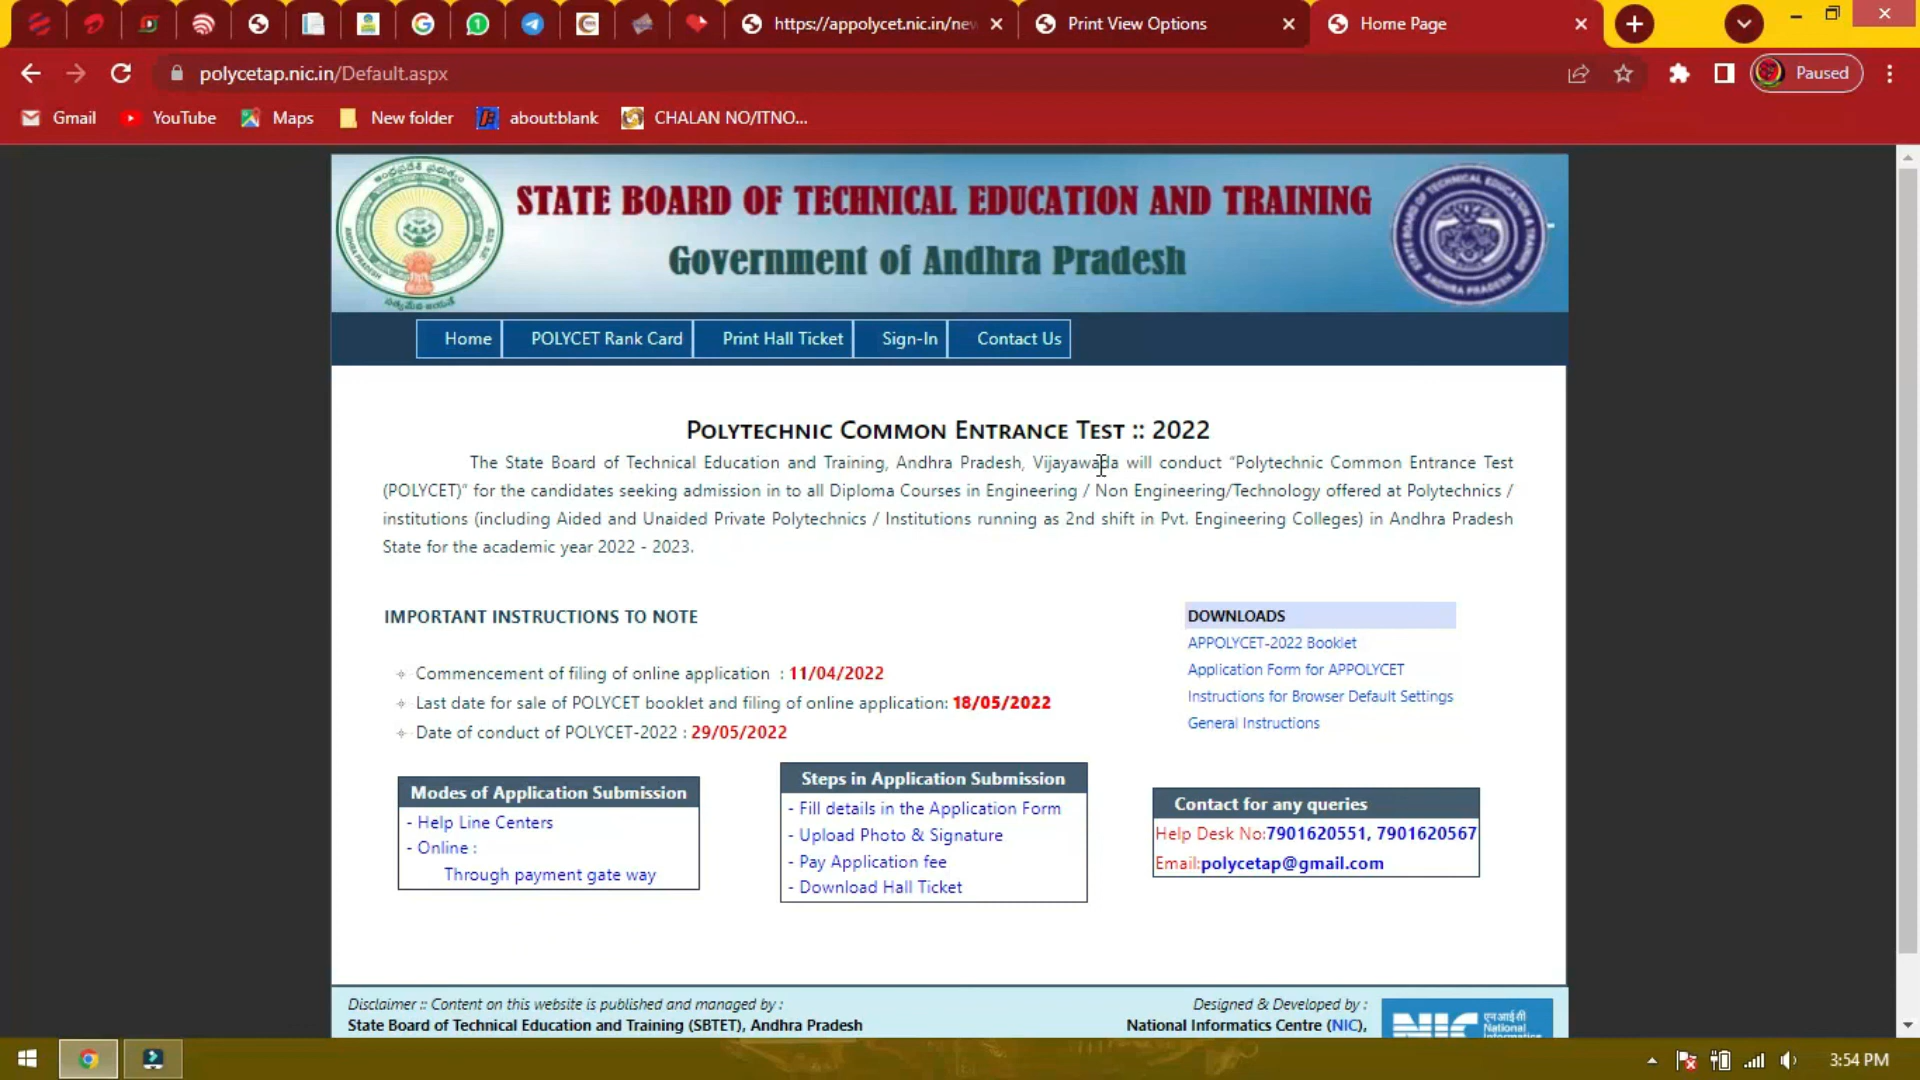 https://appolycet.nic.in/new
Print View Options
Home Page
polycetap.nic.in/Default.aspx
Paused
Gmail
YouTube
Maps
New folder
about:blank
CHALAN NO/ITNO...
STATE BOARD OF TECHNICAL EDUCATION AND TRAINING
Government of Andhra Pradesh
Home
POLYCET Rank Card
Print Hall Ticket
Sign-In
Contact Us
POLYTECHNIC COMMON ENTRANCE TEST :: 2022
The State Board of Technical Education and Training, Andhra Pradesh, Vijayawada will conduct “Polytechnic Common Entrance Test
(POLYCET)” for the candidates seeking admission in to all Diploma Courses in Engineering / Non Engineering/Technology offered at Polytechnics /
institutions (including Aided and Unaided Private Polytechnics / Institutions running as 2nd shift in Pvt. Engineering Colleges) in Andhra Pradesh
State for the academic year 2022 - 2023.
IMPORTANT INSTRUCTIONS TO NOTE
Commencement of filing of online application : 11/04/2022
Last date for sale of POLYCET booklet and filing of online application: 18/05/2022
Date of conduct of POLYCET-2022 : 29/05/2022
DOWNLOADS
APPOLYCET-2022 Booklet
Application Form for APPOLYCET
Instructions for Browser Default Settings
General Instructions
Modes of Application Submission
- Help Line Centers
- Online :
Through payment gate way
Steps in Application Submission
- Fill details in the Application Form
- Upload Photo & Signature
- Pay Application fee
- Download Hall Ticket
Contact for any queries
Help Desk No:7901620551, 7901620567
Email:polycetap@gmail.com
Disclaimer :: Content on this website is published and managed by :
State Board of Technical Education and Training (SBTET), Andhra Pradesh
Designed & Developed by :
National Informatics Centre (NIC),
NIC
एन आई सी
National
Informatics
3:54 PM